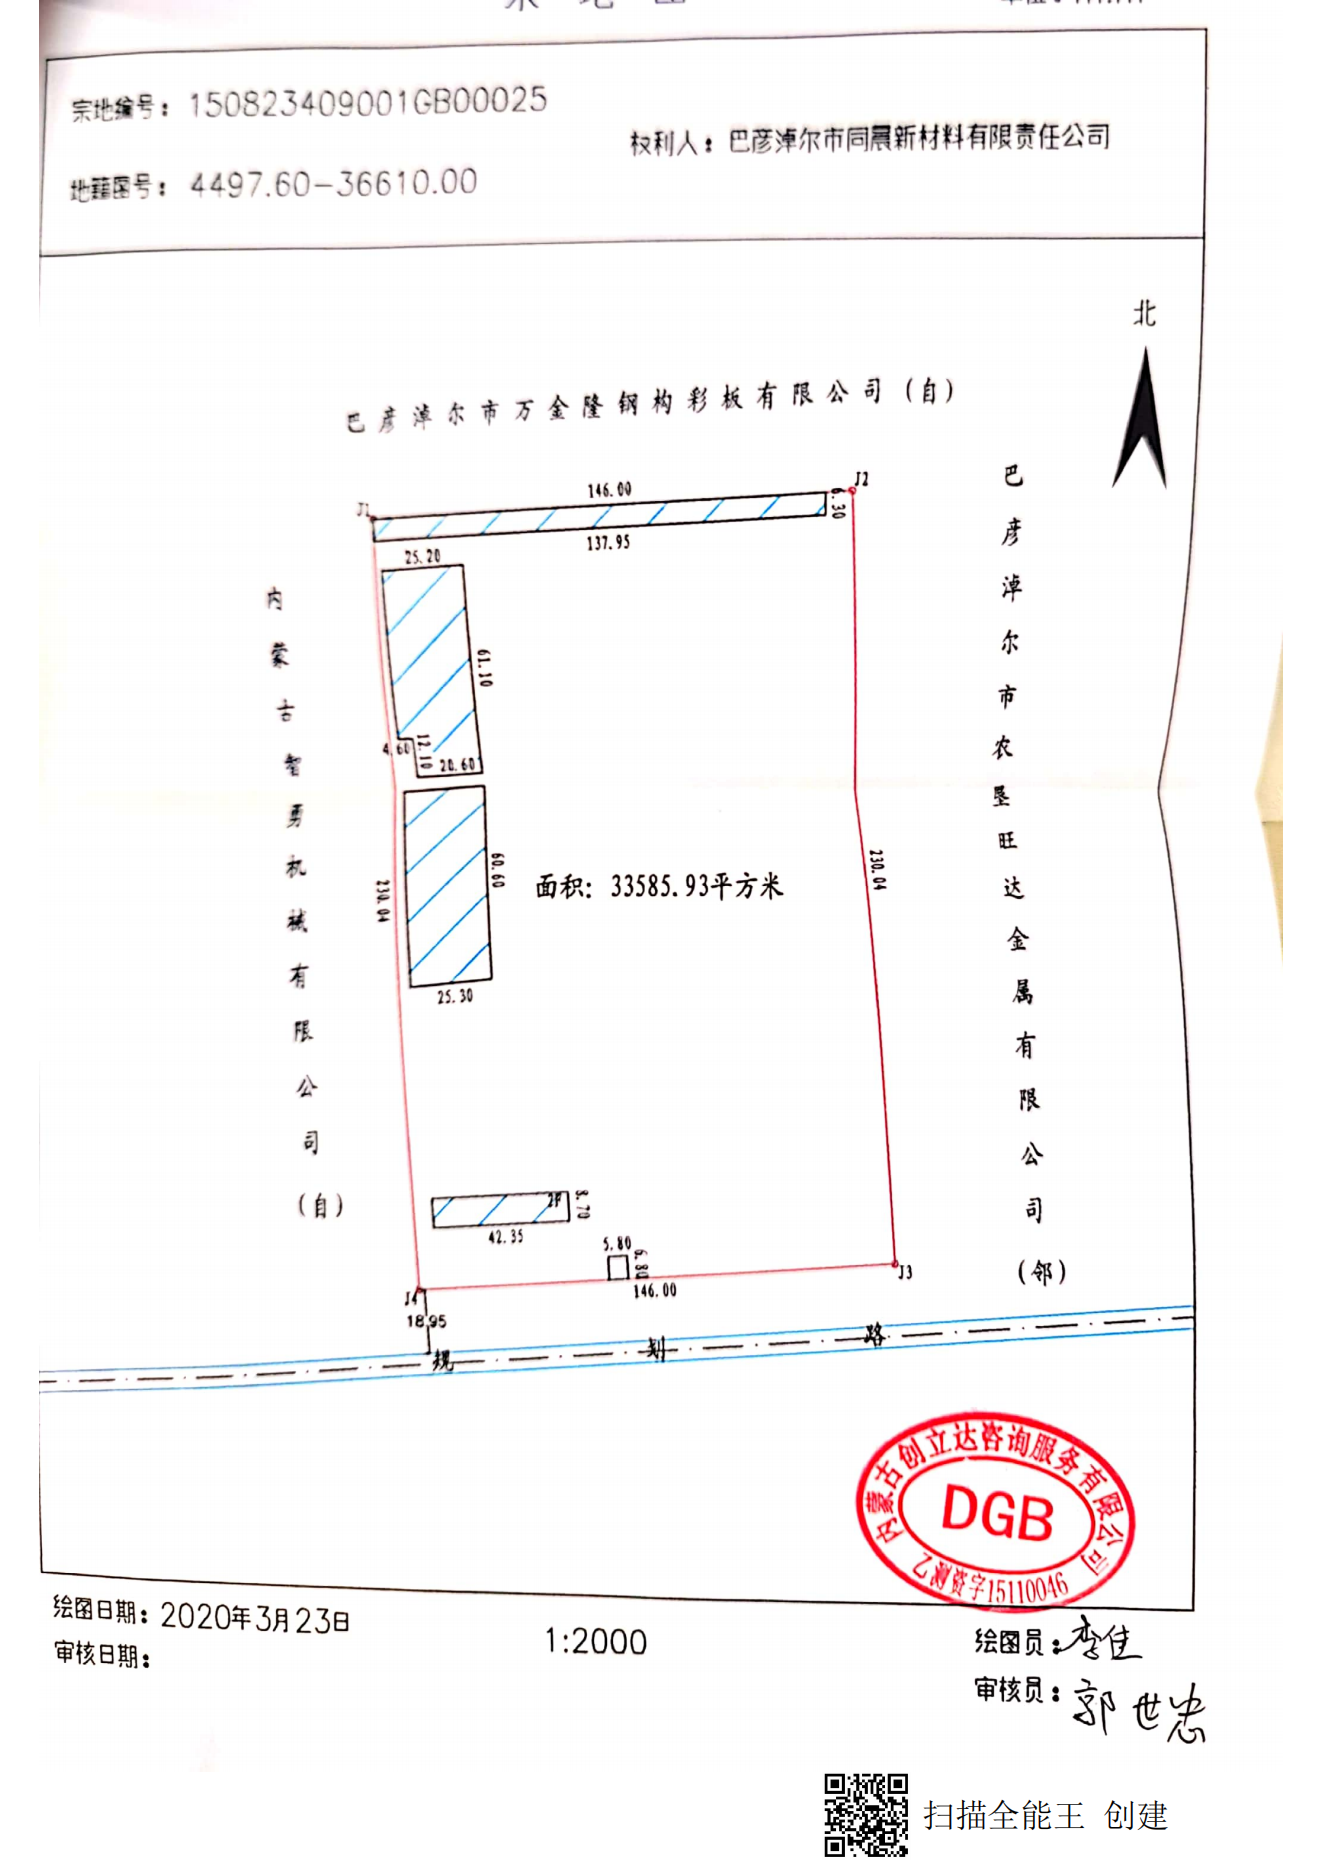 宗地编号：150823409001GB00025
权利人：巴彦淖尔市同晨新材料有限责任公司
地籍图号：4497.60-36610.00
北
巴彦淖尔市万金隆钢构彩板有限公司（自）
J1
146.00
J2
6.30
137.95
25.20
61.10
4.60
12.10
20.60
内蒙古智勇机械有限公司（自）
巴彦淖尔市农垦旺达金属有限公司（邻）
230.04
60.60
面积：33585.93平方米
230.04
25.30
2F
8.70
42.35
5.80
6.80
J4
146.00
J3
18.95
规划路
内蒙古创立达咨询服务有限公司
DGB
乙测资字15110046
绘图日期：2020年3月23日
1:2000
绘图员：李佳
审核日期：
审核员：郭世忠
扫描全能王 创建